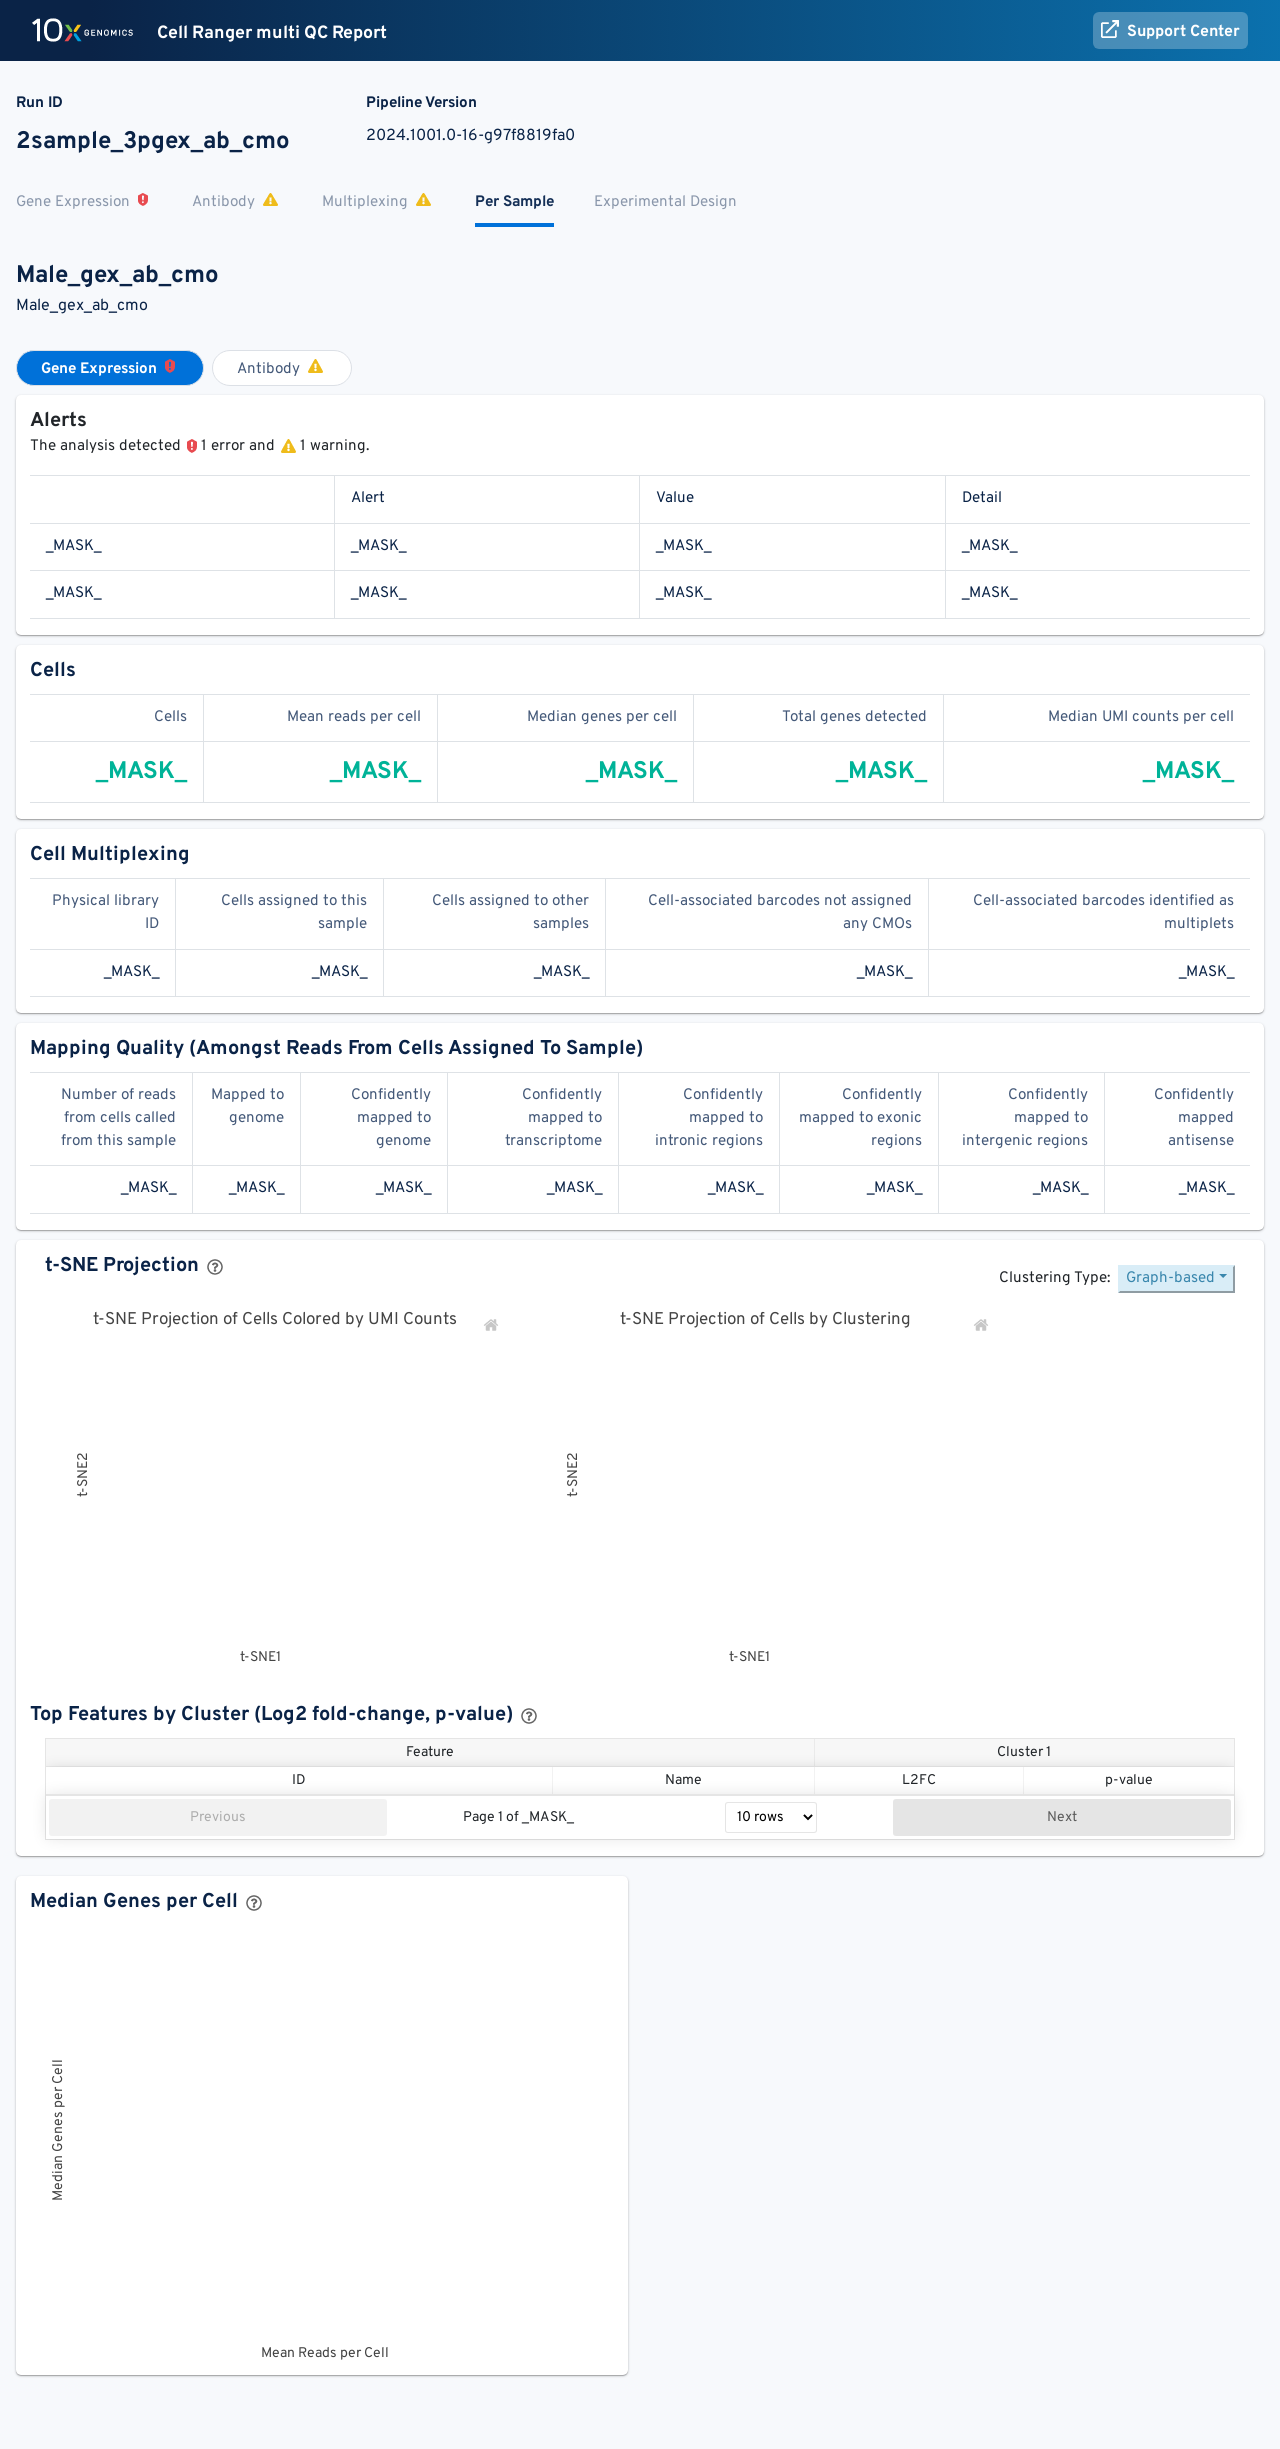 10x GENOMICS Cell Ranger multi QC Report Support Center
Run ID Pipeline Version
2sample_3pgex_ab_cmo 2024.1001.0-16-g97f8819fa0
Gene Expression Antibody Multiplexing Per Sample Experimental Design
Male_gex_ab_cmo
Male_gex_ab_cmo
Gene Expression Antibody
Alerts
The analysis detected 1 error and 1 warning.
Alert Value Detail
_MASK_ _MASK_ _MASK_ _MASK_
_MASK_ _MASK_ _MASK_ _MASK_
Cells
Cells Mean reads per cell Median genes per cell Total genes detected Median UMI counts per cell
_MASK_ _MASK_ _MASK_ _MASK_ _MASK_
Cell Multiplexing
Physical library Cells assigned to this Cells assigned to other Cell-associated barcodes not assigned Cell-associated barcodes identified as
ID sample samples any CMOs multiplets
_MASK_ _MASK_ _MASK_ _MASK_ _MASK_
Mapping Quality (Amongst Reads From Cells Assigned To Sample)
Number of reads Mapped to Confidently Confidently Confidently Confidently Confidently Confidently
from cells called genome mapped to mapped to mapped to mapped to exonic mapped to mapped
from this sample genome transcriptome intronic regions regions intergenic regions antisense
_MASK_ _MASK_ _MASK_ _MASK_ _MASK_ _MASK_ _MASK_ _MASK_
t-SNE Projection
Clustering Type: Graph-based
t-SNE Projection of Cells Colored by UMI Counts t-SNE Projection of Cells by Clustering
t-SNE2 t-SNE2
t-SNE1 t-SNE1
Top Features by Cluster (Log2 fold-change, p-value)
Feature Cluster 1
ID Name L2FC p-value
Previous Page 1 of _MASK_ 10 rows Next
Median Genes per Cell
Median Genes per Cell
Mean Reads per Cell